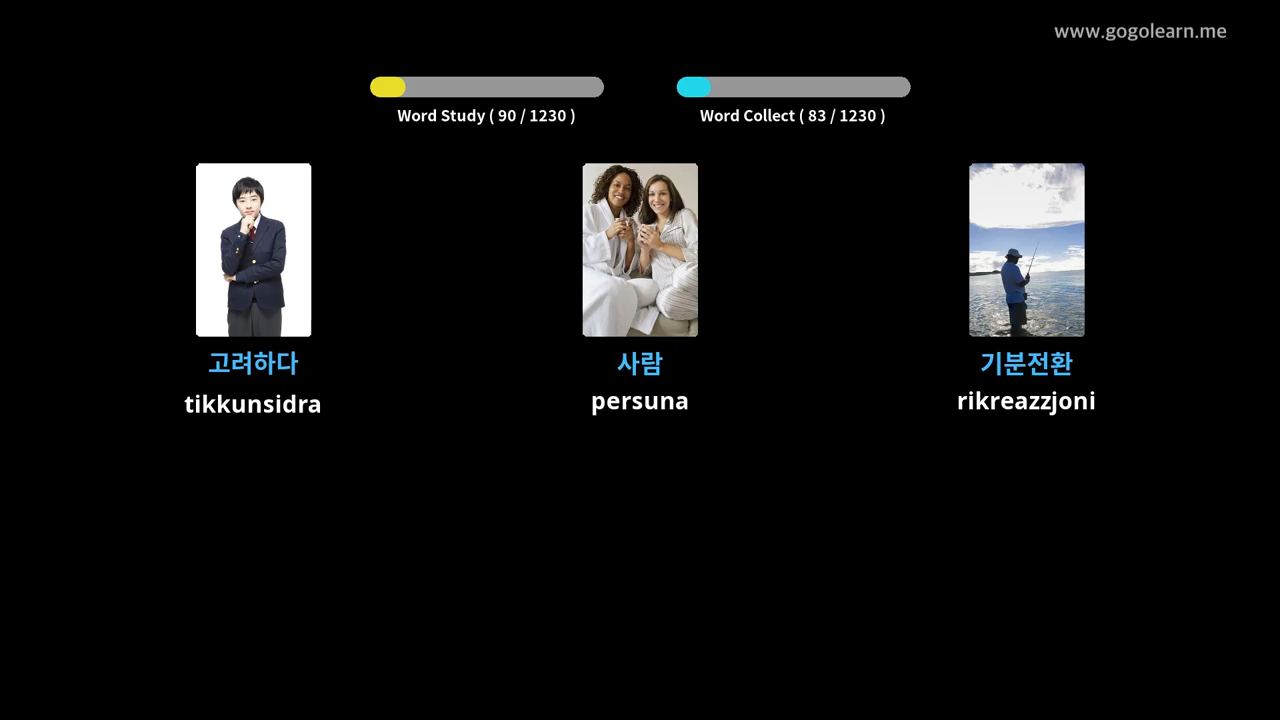 www.gogolearn.me
Word Study ( 90 / 1230 )
Word Collect ( 83 / 1230 )
고려하다
tikkunsidra
사람
persuna
기분전환
rikreazzjoni